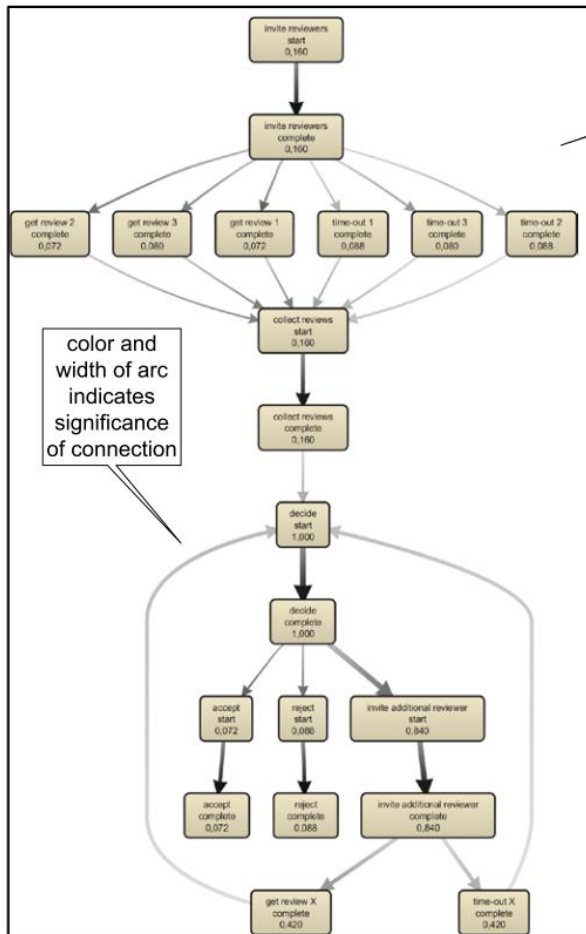 invite reviewers
start
0,160
invite reviewers
complete
0,160
get review 2
complete
0,072
get review 3
complete
0,080
get review 1
complete
0,072
time-out 1
complete
0,088
time-out 3
complete
0,080
time-out 2
complete
0,088
collect reviews
start
0,160
color and
width of arc
indicates
significance
of connection
collect reviews
complete
0,160
decide
start
1,000
decide
complete
1,000
accept
start
0,072
reject
start
0,088
invite additional reviewer
start
0,840
accept
complete
0,072
reject
complete
0,088
invite additional reviewer
complete
0,840
get review X
complete
0,420
time-out X
complete
0,420